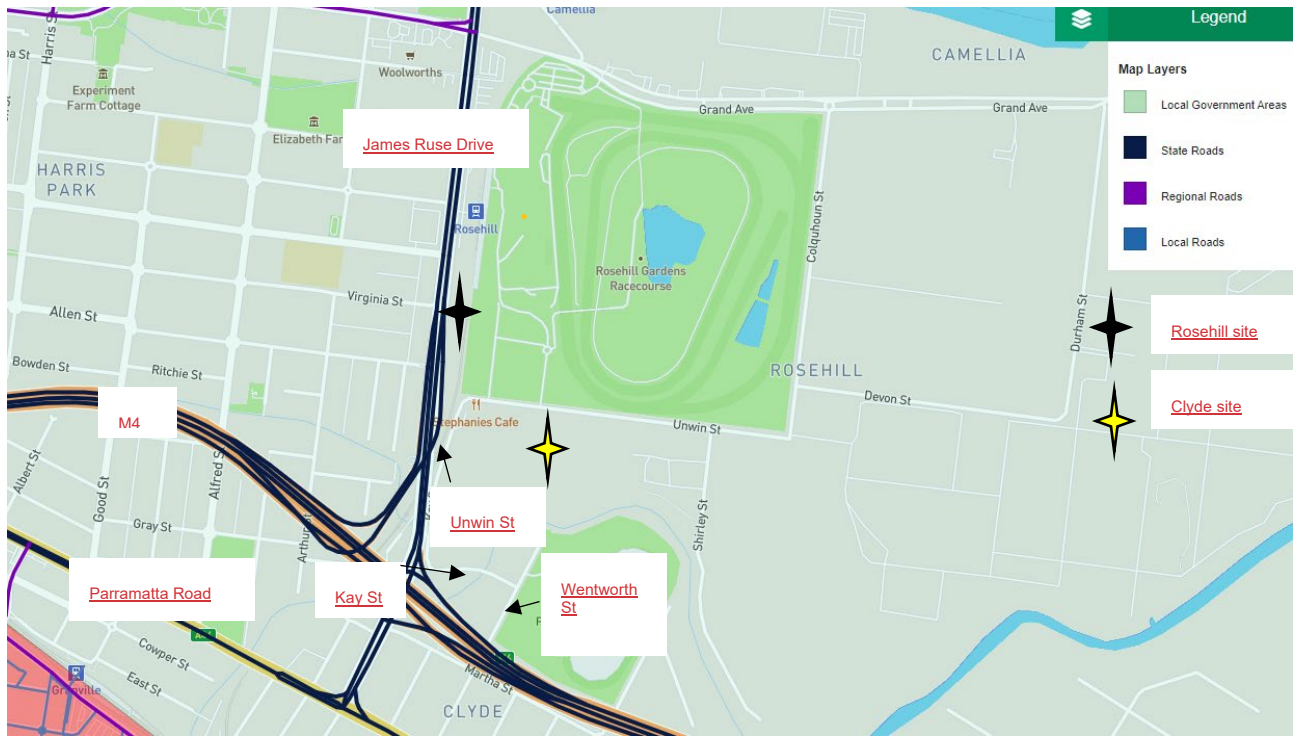 Camellia
Legend
CAMELLIA
Harris St
Woolworths
Map Layers
Experiment
Farm Cottage
Local Government Areas
Grand Ave
Grand Ave
Elizabeth Far
James Ruse Drive
State Roads
HARRIS
PARK
Regional Roads
Colquhoun St
Rosehill
Local Roads
Rosehill Gardens
Racecourse
Virginia St
Allen St
Durham St
Rosehill site
Bowden St
Ritchie St
ROSEHILL
Devon St
Clyde site
M4
Stephanies Cafe
Unwin St
Albert St
Good St
Alfred St
Gray St
Arthur St
Unwin St
Shirley St
Parramatta Road
Kay St
Wentworth
St
Cowper St
East St
Granville
Martha St
CLYDE